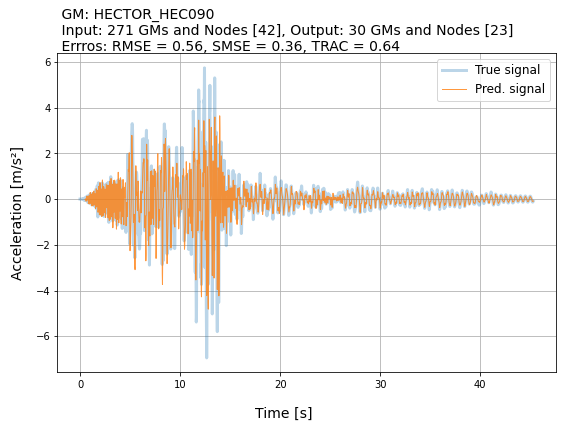 GM: HECTOR_HEC090
Input: 271 GMs and Nodes [42], Output: 30 GMs and Nodes [23]
Errros: RMSE = 0.56, SMSE = 0.36, TRAC = 0.64
True signal
Pred. signal
6
4
2
0
−2
−4
−6
Acceleration [m/s²]
0 10 20 30 40
Time [s]